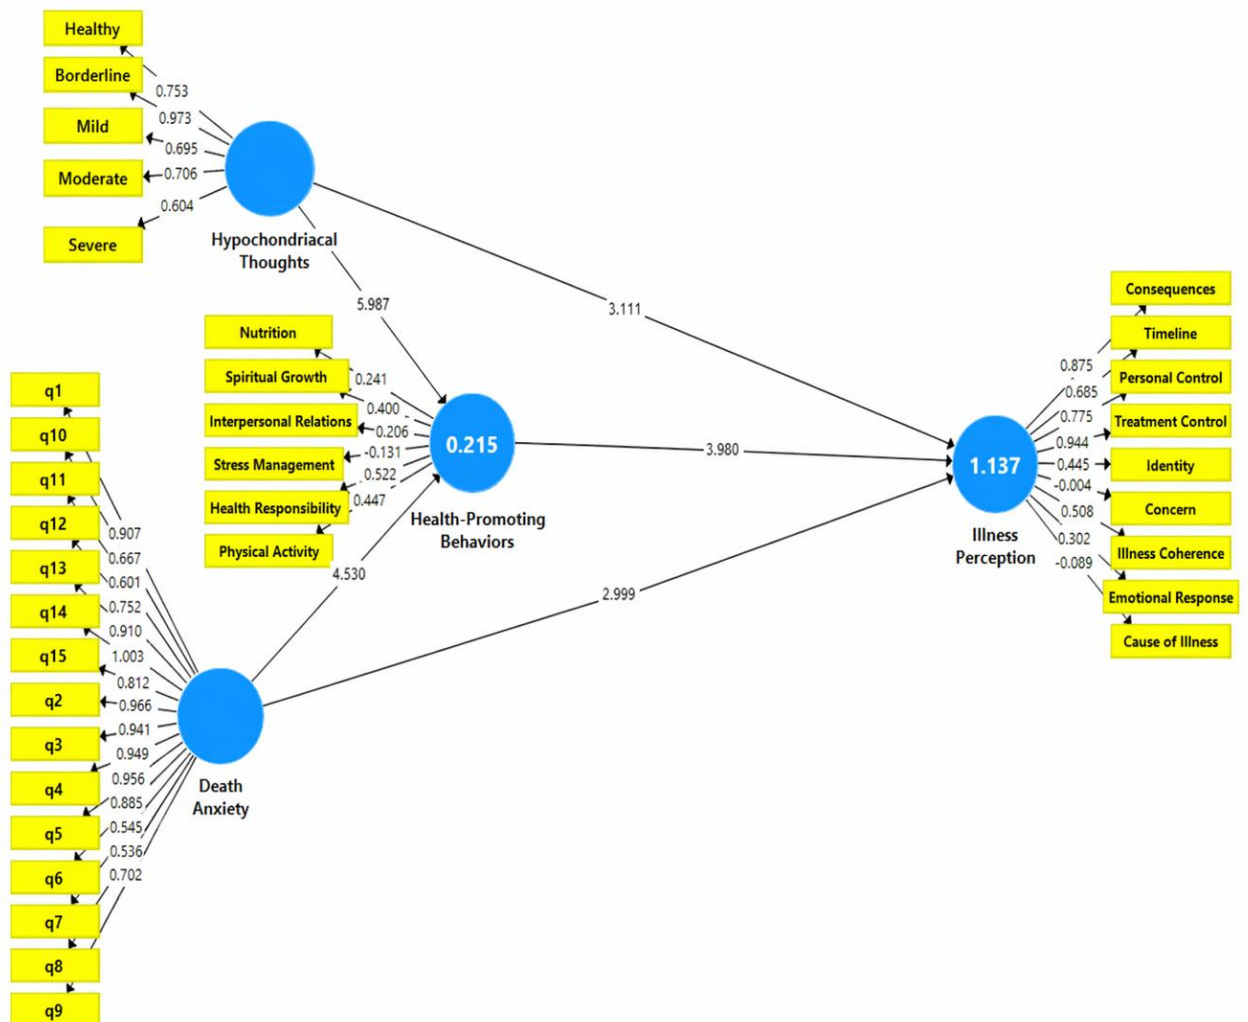 Healthy
Borderline
Mild
Moderate
Severe
0.753
0.973
0.695
0.706
0.604
Hypochondriacal
Thoughts
5.987
3.111
Nutrition
Spiritual Growth
Interpersonal Relations
Stress Management
Health Responsibility
Physical Activity
0.241
0.400
0.206
-0.131
0.522
0.447
0.215
Health-Promoting
Behaviors
3.980
4.530
2.999
q1
q10
q11
q12
q13
q14
q15
q2
q3
q4
q5
q6
q7
q8
q9
0.907
0.667
0.601
0.752
0.910
1.003
0.812
0.966
0.941
0.949
0.956
0.885
0.545
0.536
0.702
Death
Anxiety
1.137
Illness
Perception
0.875
0.685
0.775
0.944
0.445
-0.004
0.508
0.302
-0.089
Consequences
Timeline
Personal Control
Treatment Control
Identity
Concern
Illness Coherence
Emotional Response
Cause of Illness